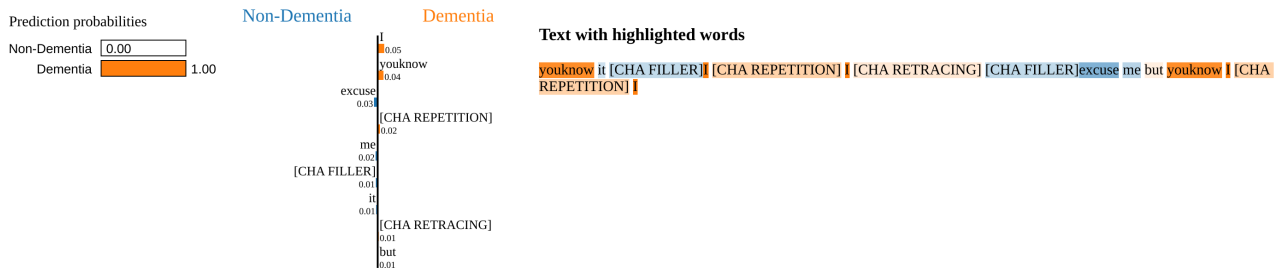 Prediction probabilities
Non-Dementia 0.00
Dementia 1.00
Non-Dementia Dementia
I
0.05
youknow
0.04
excuse
0.03
[CHA REPETITION]
0.02
me
0.02
[CHA FILLER]
0.01
it
0.01
[CHA RETRACING]
0.01
but
0.01
Text with highlighted words
youknow it [CHA FILLER]I [CHA REPETITION] I [CHA RETRACING] [CHA FILLER]excuse me but youknow I [CHA
REPETITION] I